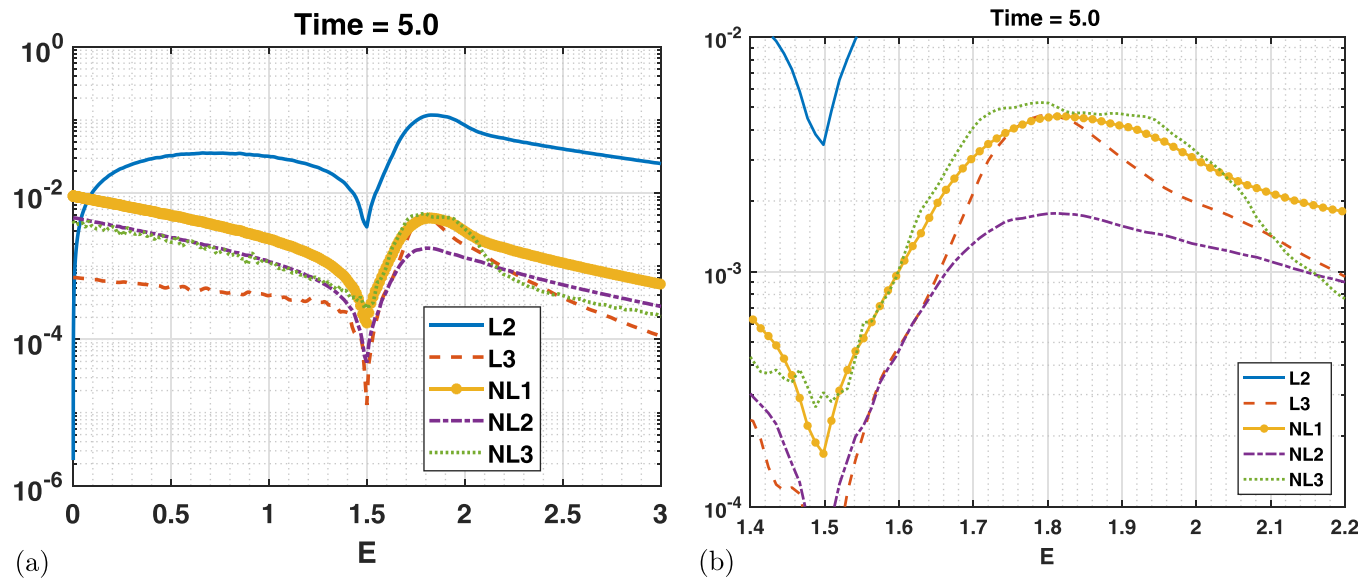 Time = 5.0
10^0
10^-2
10^-4
10^-6
0 0.5 1 1.5 2 2.5 3
E
L2
L3
NL1
NL2
NL3
(a)
Time = 5.0
10^-2
10^-3
10^-4
1.4 1.5 1.6 1.7 1.8 1.9 2 2.1 2.2
E
L2
L3
NL1
NL2
NL3
(b)